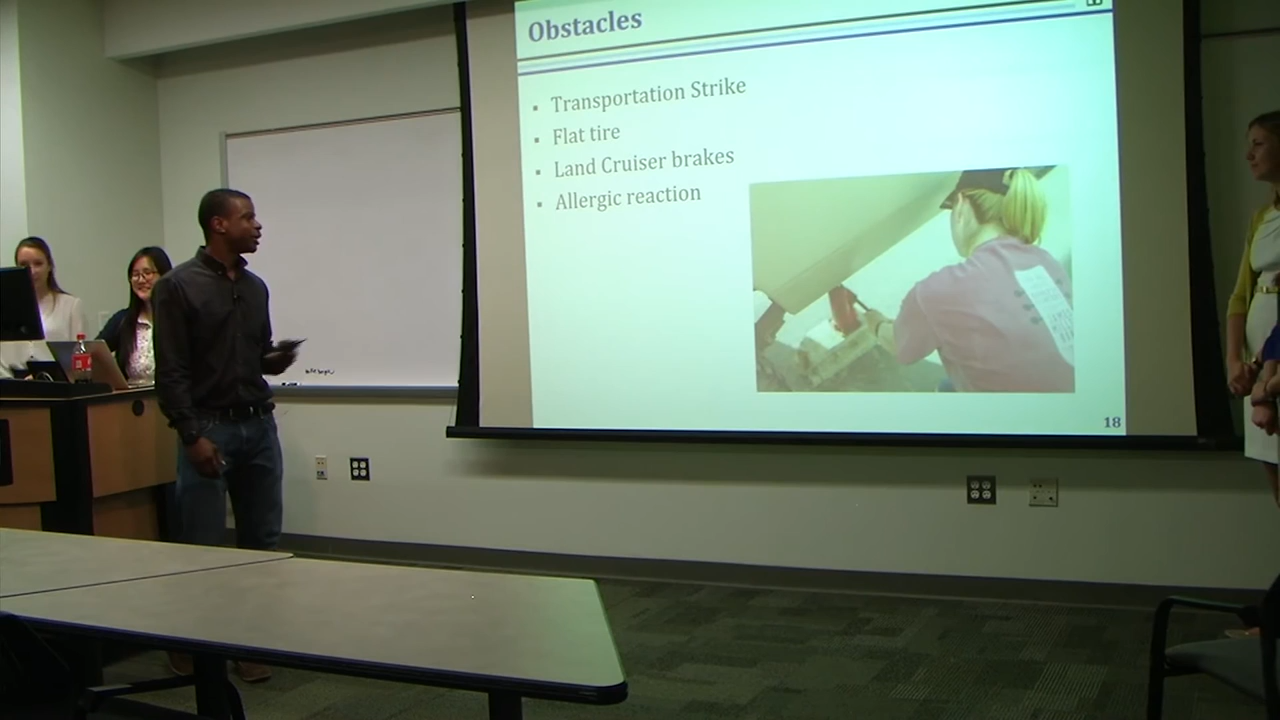 Obstacles
▪ Transportation Strike
▪ Flat tire
▪ Land Cruiser brakes
▪ Allergic reaction
18